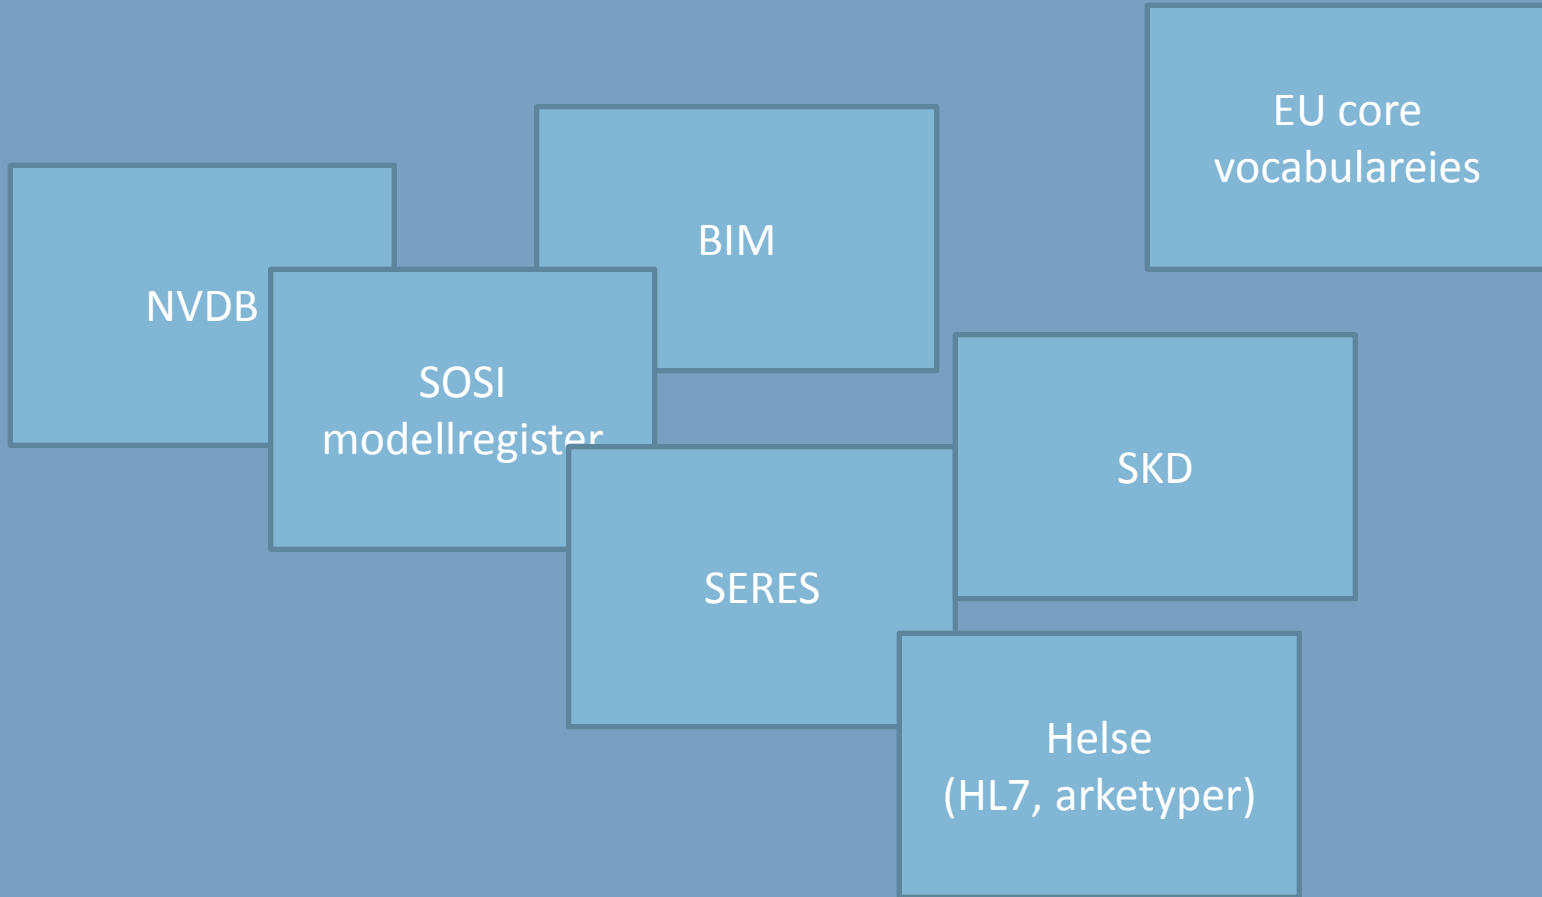 EU core
vocabulareies
BIM
NVDB
SOSI
modellregister
SKD
SERES
Helse
(HL7, arketyper)